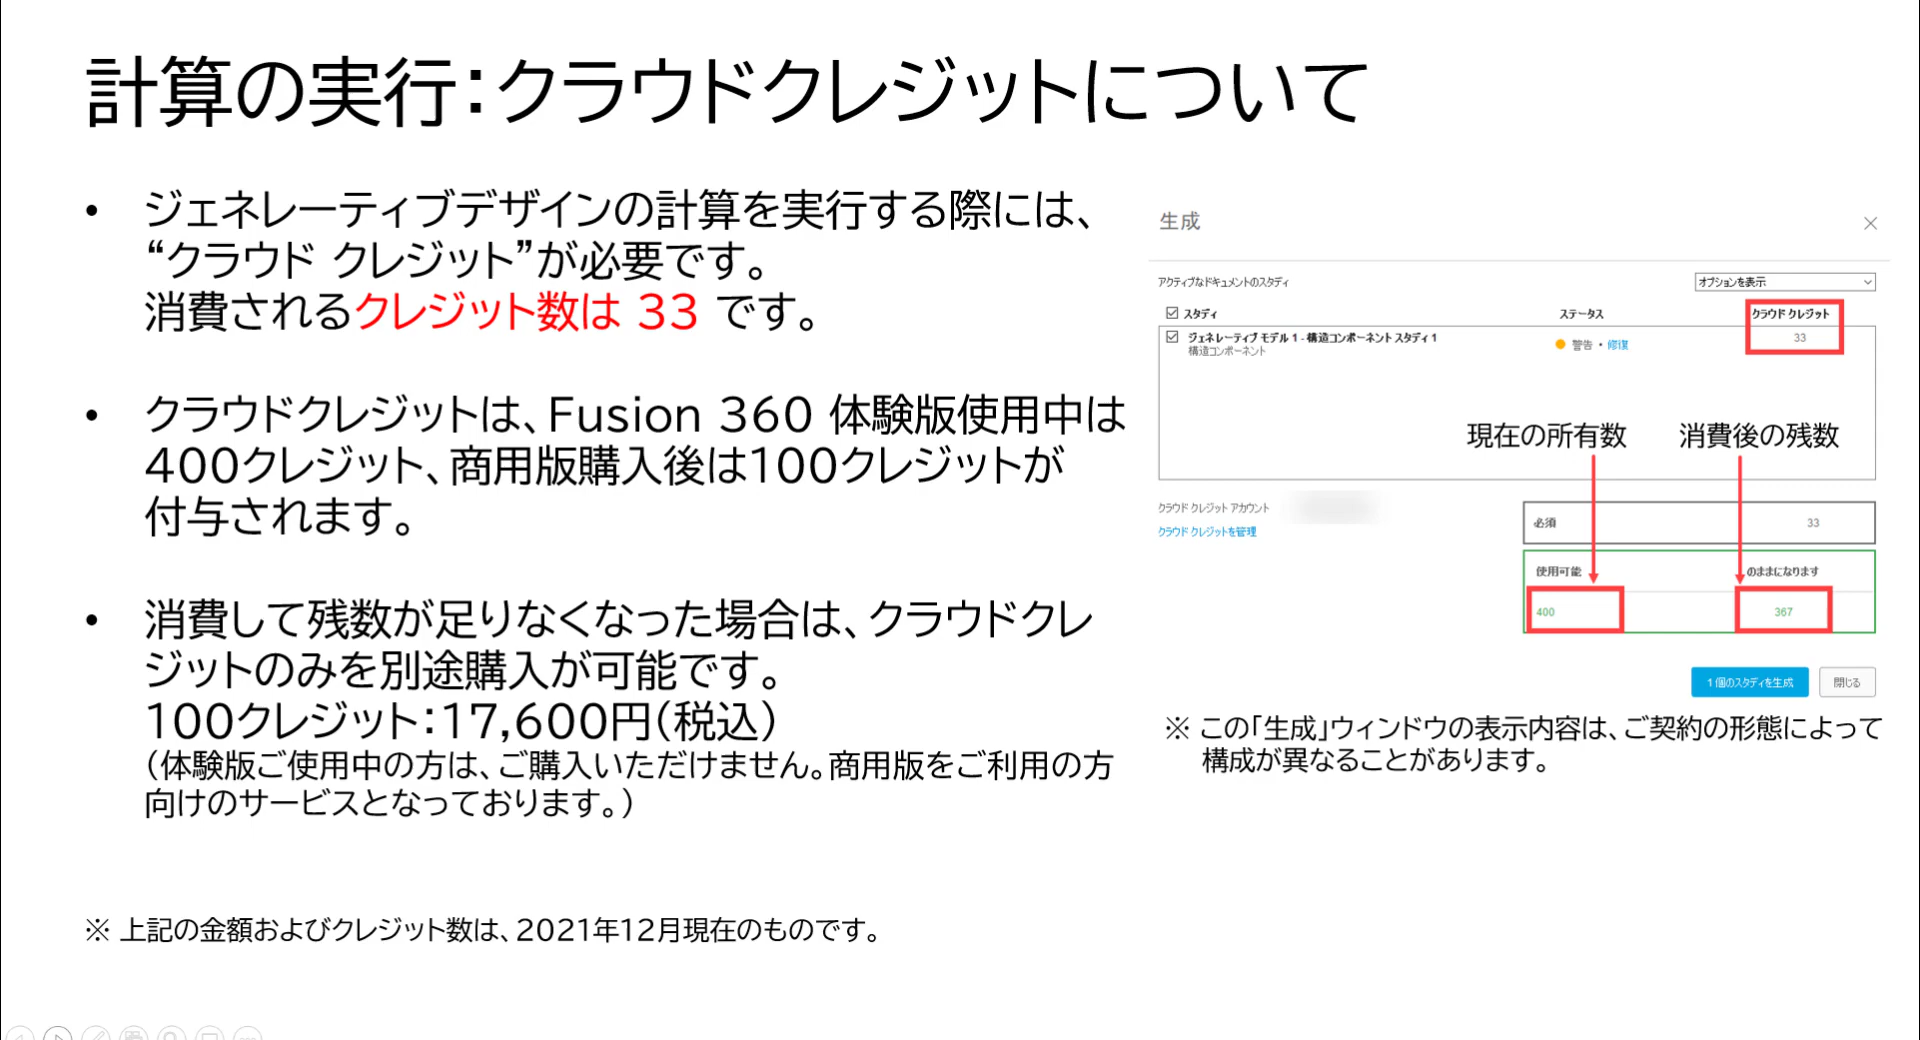 計算の実行：クラウドクレジットについて
• ジェネレーティブデザインの計算を実行する際には、
“クラウド クレジット”が必要です。
消費されるクレジット数は 33 です。
• クラウドクレジットは、Fusion 360 体験版使用中は
400クレジット、商用版購入後は100クレジットが
付与されます。
• 消費して残数が足りなくなった場合は、クラウドクレ
ジットのみを別途購入が可能です。
100クレジット：17,600円（税込）
（体験版ご使用中の方は、ご購入いただけません。商用版をご利用の方
向けのサービスとなっております。）
※ 上記の金額およびクレジット数は、2021年12月現在のものです。
生成
アクティブなドキュメントのスタディ
オプションを表示
スタディ ステータス クラウド クレジット
ジェネレーティブ モデル 1 - 構造コンポーネント スタディ 1
警告 • 修復 33
構造コンポーネント
現在の所有数 消費後の残数
クラウド クレジット アカウント
クラウド クレジットを管理
必須 33
使用可能 のままになります
400 367
1 個のスタディを生成 閉じる
※ この「生成」ウィンドウの表示内容は、ご契約の形態によって
構成が異なることがあります。